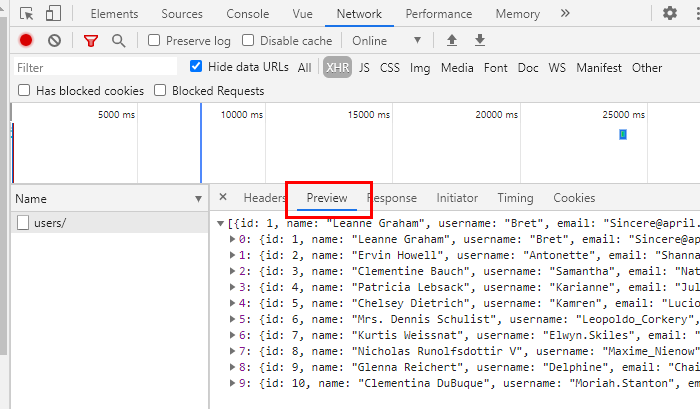 Elements Sources Console Vue Network Performance Memory »
Preserve log Disable cache Online
Filter Hide data URLs All XHR JS CSS Img Media Font Doc WS Manifest Other
Has blocked cookies Blocked Requests
5000 ms 10000 ms 15000 ms 20000 ms 25000 ms
Name × Headers Preview Response Initiator Timing Cookies
users/
[{id: 1, name: "Leanne Graham", username: "Bret", email: "Sincere@april.
0: {id: 1, name: "Leanne Graham", username: "Bret", email: "Sincere@ap
1: {id: 2, name: "Ervin Howell", username: "Antonette", email: "Shanna
2: {id: 3, name: "Clementine Bauch", username: "Samantha", email: "Nat
3: {id: 4, name: "Patricia Lebsack", username: "Karianne", email: "Jul
4: {id: 5, name: "Chelsey Dietrich", username: "Kamren", email: "Lucio
5: {id: 6, name: "Mrs. Dennis Schulist", username: "Leopoldo_Corkery",
6: {id: 7, name: "Kurtis Weissnat", username: "Elwyn.Skiles", email: "
7: {id: 8, name: "Nicholas Runolfsdottir V", username: "Maxime_Nienow"
8: {id: 9, name: "Glenna Reichert", username: "Delphine", email: "Chai
9: {id: 10, name: "Clementina DuBuque", username: "Moriah.Stanton", em